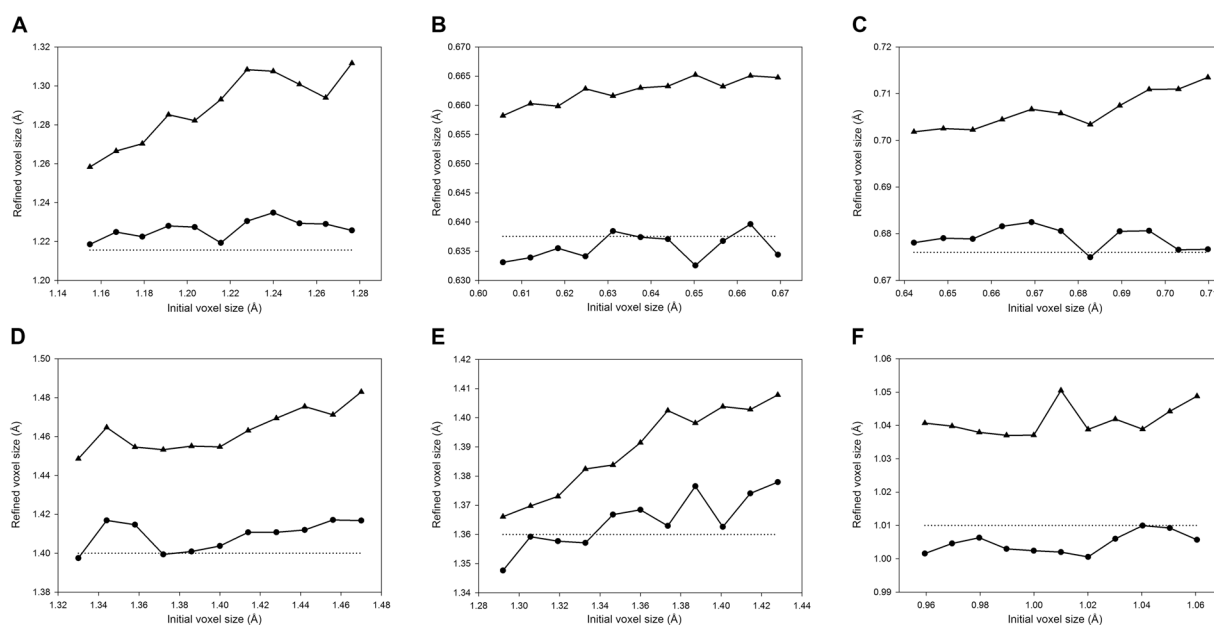 A
Refined voxel size (Å)
1.32
1.30
1.28
1.26
1.24
1.22
1.20
1.14 1.16 1.18 1.20 1.22 1.24 1.26 1.28
Initial voxel size (Å)
B
Refined voxel size (Å)
0.670
0.665
0.660
0.655
0.645
0.640
0.635
0.630
0.60 0.61 0.62 0.63 0.64 0.65 0.66 0.67
Initial voxel size (Å)
C
Refined voxel size (Å)
0.72
0.71
0.70
0.68
0.67
0.64 0.65 0.66 0.67 0.68 0.69 0.70 0.71
Initial voxel size (Å)
D
Refined voxel size (Å)
1.50
1.48
1.46
1.44
1.42
1.40
1.38
1.32 1.34 1.36 1.38 1.40 1.42 1.44 1.46 1.48
Initial voxel size (Å)
E
Refined voxel size (Å)
1.42
1.41
1.40
1.39
1.38
1.37
1.36
1.35
1.34
1.30 1.32 1.34 1.36 1.38 1.40 1.42 1.44
Initial voxel size (Å)
F
Refined voxel size (Å)
1.06
1.05
1.04
1.03
1.02
1.01
1.00
0.99
0.96 0.98 1.00 1.02 1.04 1.06
Initial voxel size (Å)